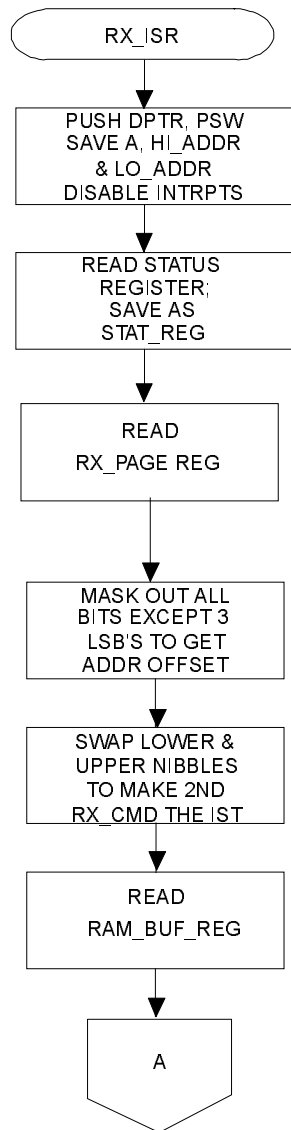 RX_ISR
PUSH DPTR, PSW
SAVE A, HI_ADDR
& LO_ADDR
DISABLE INTRPTS
READ STATUS
REGISTER;
SAVE AS
STAT_REG
READ
RX_PAGE REG
MASK OUT ALL
BITS EXCEPT 3
LSB'S TO GET
ADDR OFFSET
SWAP LOWER &
UPPER NIBBLES
TO MAKE 2ND
RX_CMD THE IST
READ
RAM_BUF_REG
A